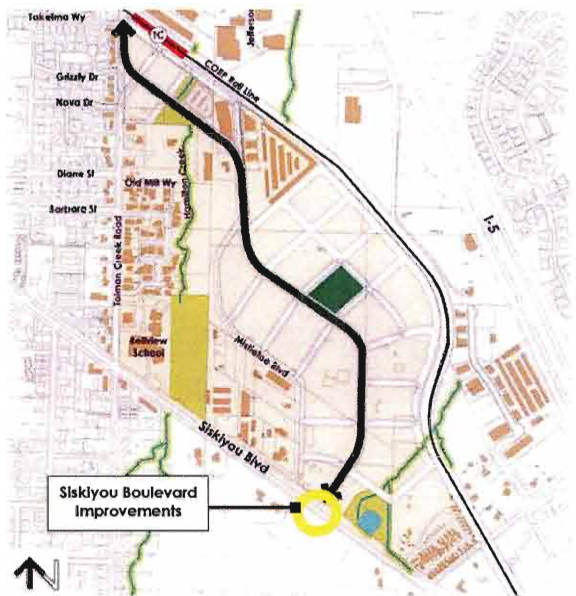 Takelma Wy
Jefferson
CORP Rail Line
Grizzly Dr
Nova Dr
Hamilton Creek
Diane St
Old Mill Wy
Barbara St
Tolman Creek Road
I-5
Bellview
School
Mistletoe Blvd
Siskiyou Blvd
Siskiyou Boulevard
Improvements
N